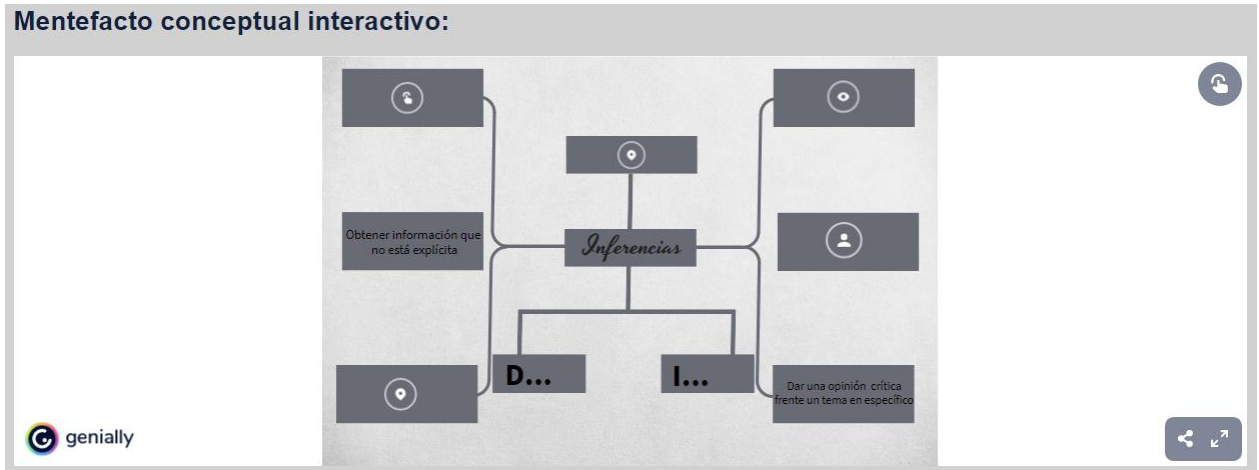 Mentefacto conceptual interactivo:
Obtener información que
no está explícita
Inferencias
D...
I...
Dar una opinión crítica
frente un tema en específico
genially